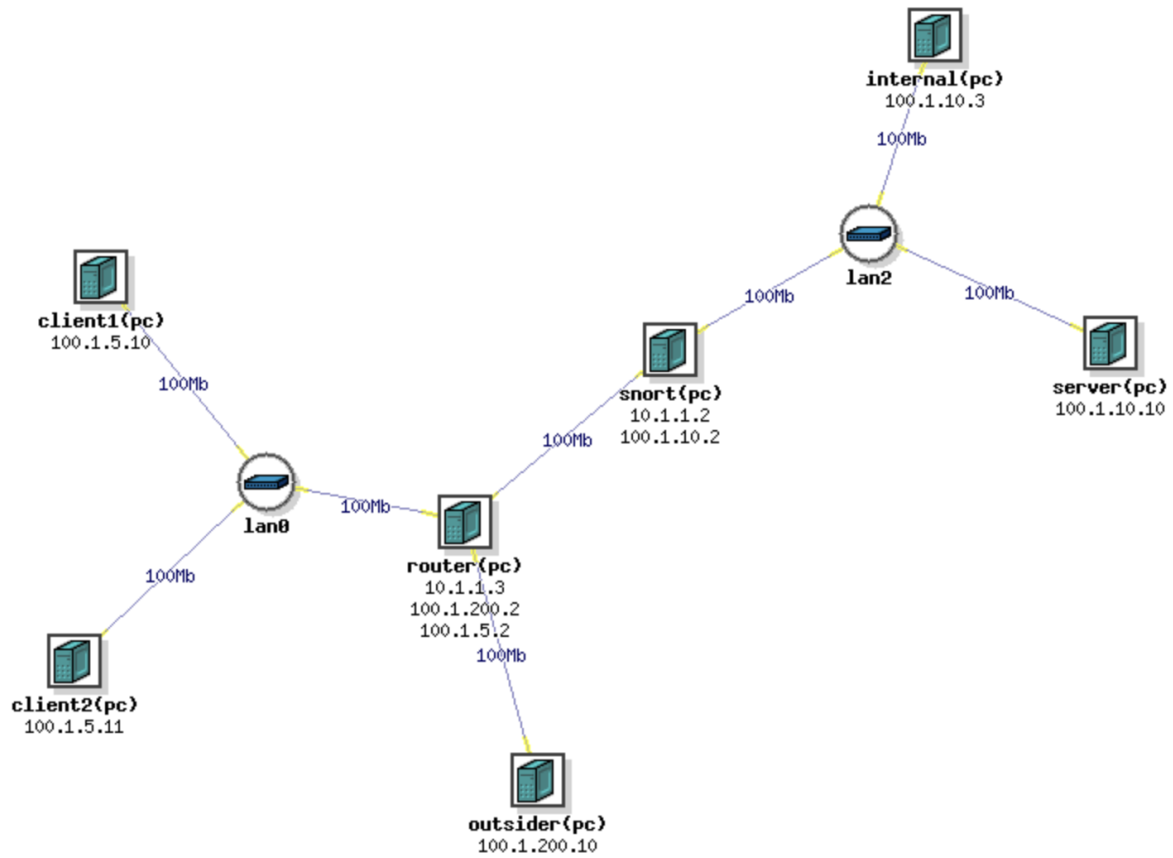 internal(pc)
100.1.10.3
100Mb
client1(pc)
100.1.5.10
100Mb
lan2
100Mb
100Mb
snort(pc)
10.1.1.2
100.1.10.2
server(pc)
100.1.10.10
100Mb
lan0
100Mb
router(pc)
10.1.1.3
100.1.200.2
100.1.5.2
100Mb
100Mb
client2(pc)
100.1.5.11
outsider(pc)
100.1.200.10